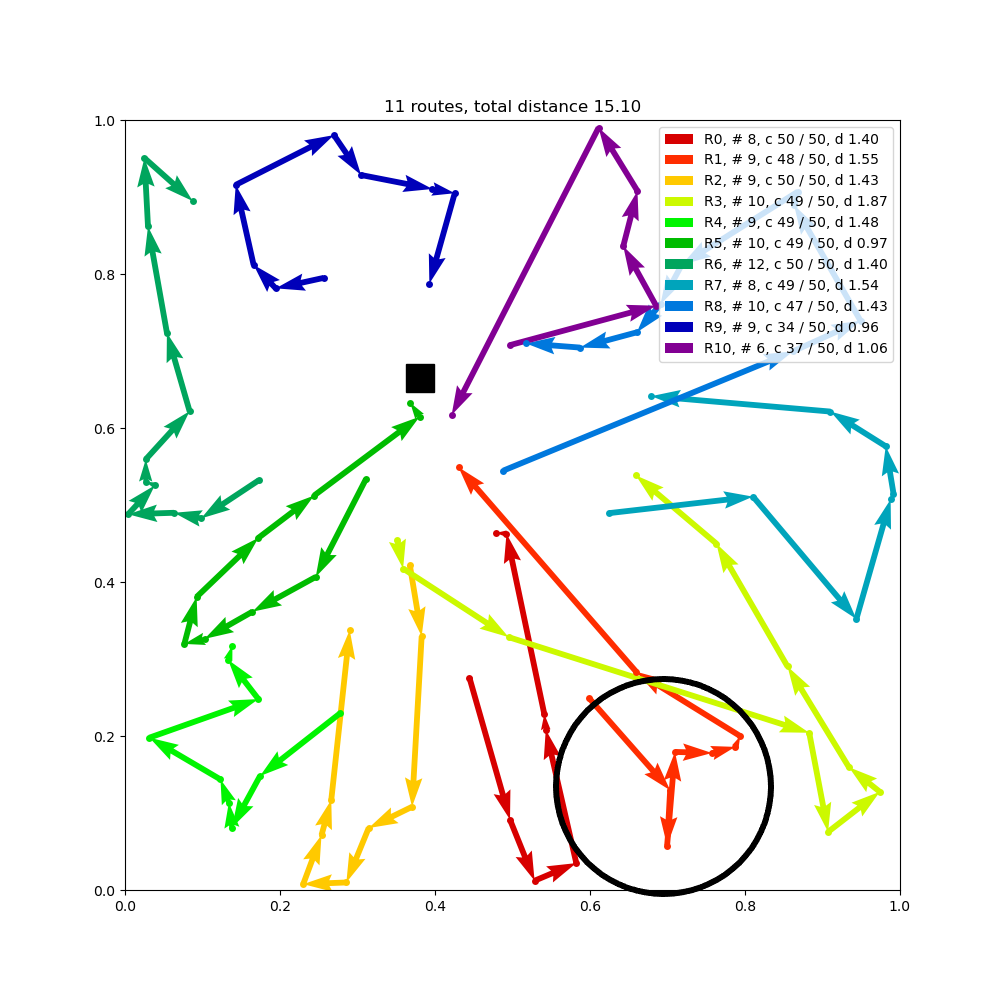 11 routes, total distance 15.10
1.0
R0, # 8, c 50 / 50, d 1.40
R1, # 9, c 48 / 50, d 1.55
R2, # 9, c 50 / 50, d 1.43
R3, # 10, c 49 / 50, d 1.87
R4, # 9, c 49 / 50, d 1.48
R5, # 10, c 49 / 50, d 0.97
R6, # 12, c 50 / 50, d 1.40
R7, # 8, c 49 / 50, d 1.54
R8, # 10, c 47 / 50, d 1.43
R9, # 9, c 34 / 50, d 0.96
R10, # 6, c 37 / 50, d 1.06
0.8
0.6
0.4
0.2
0.0
0.0 0.2 0.4 0.6 0.8 1.0